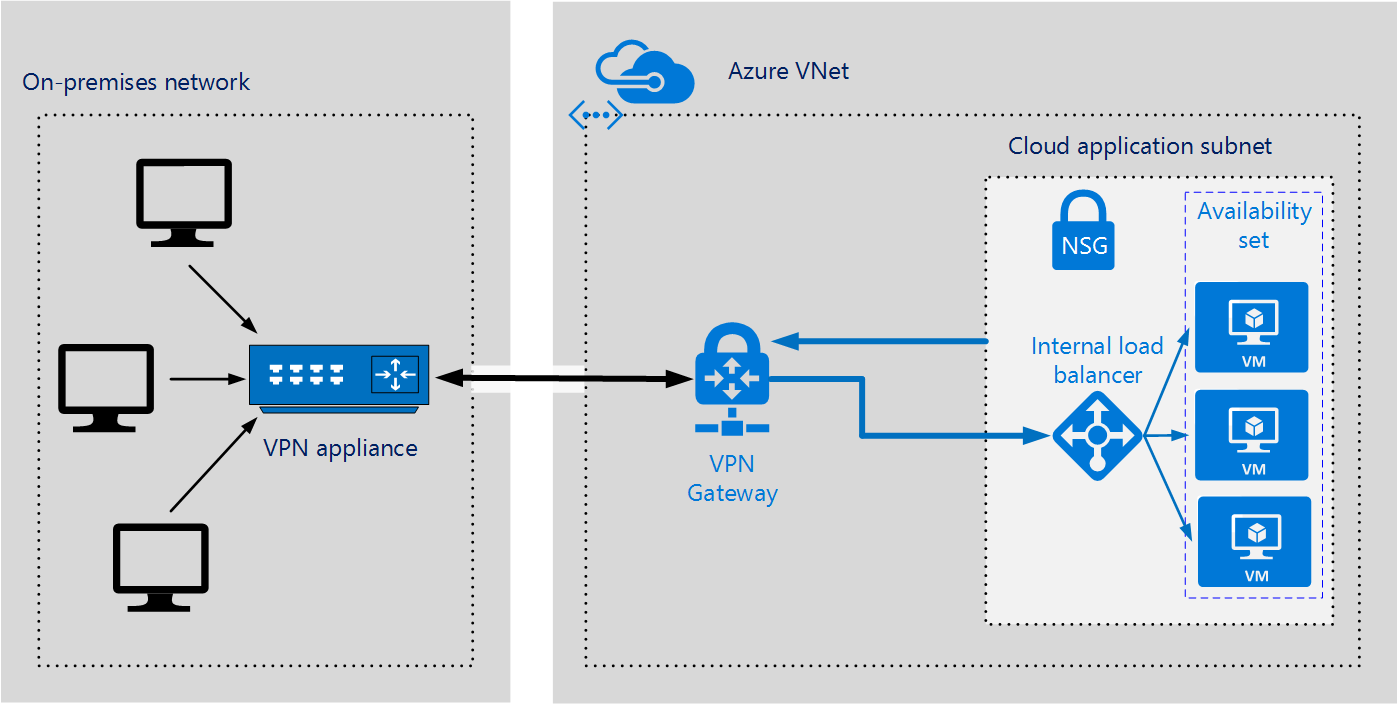 On-premises network
Azure VNet
Cloud application subnet
NSG
Availability
set
VM
VM
VM
Internal load
balancer
VPN appliance
VPN
Gateway